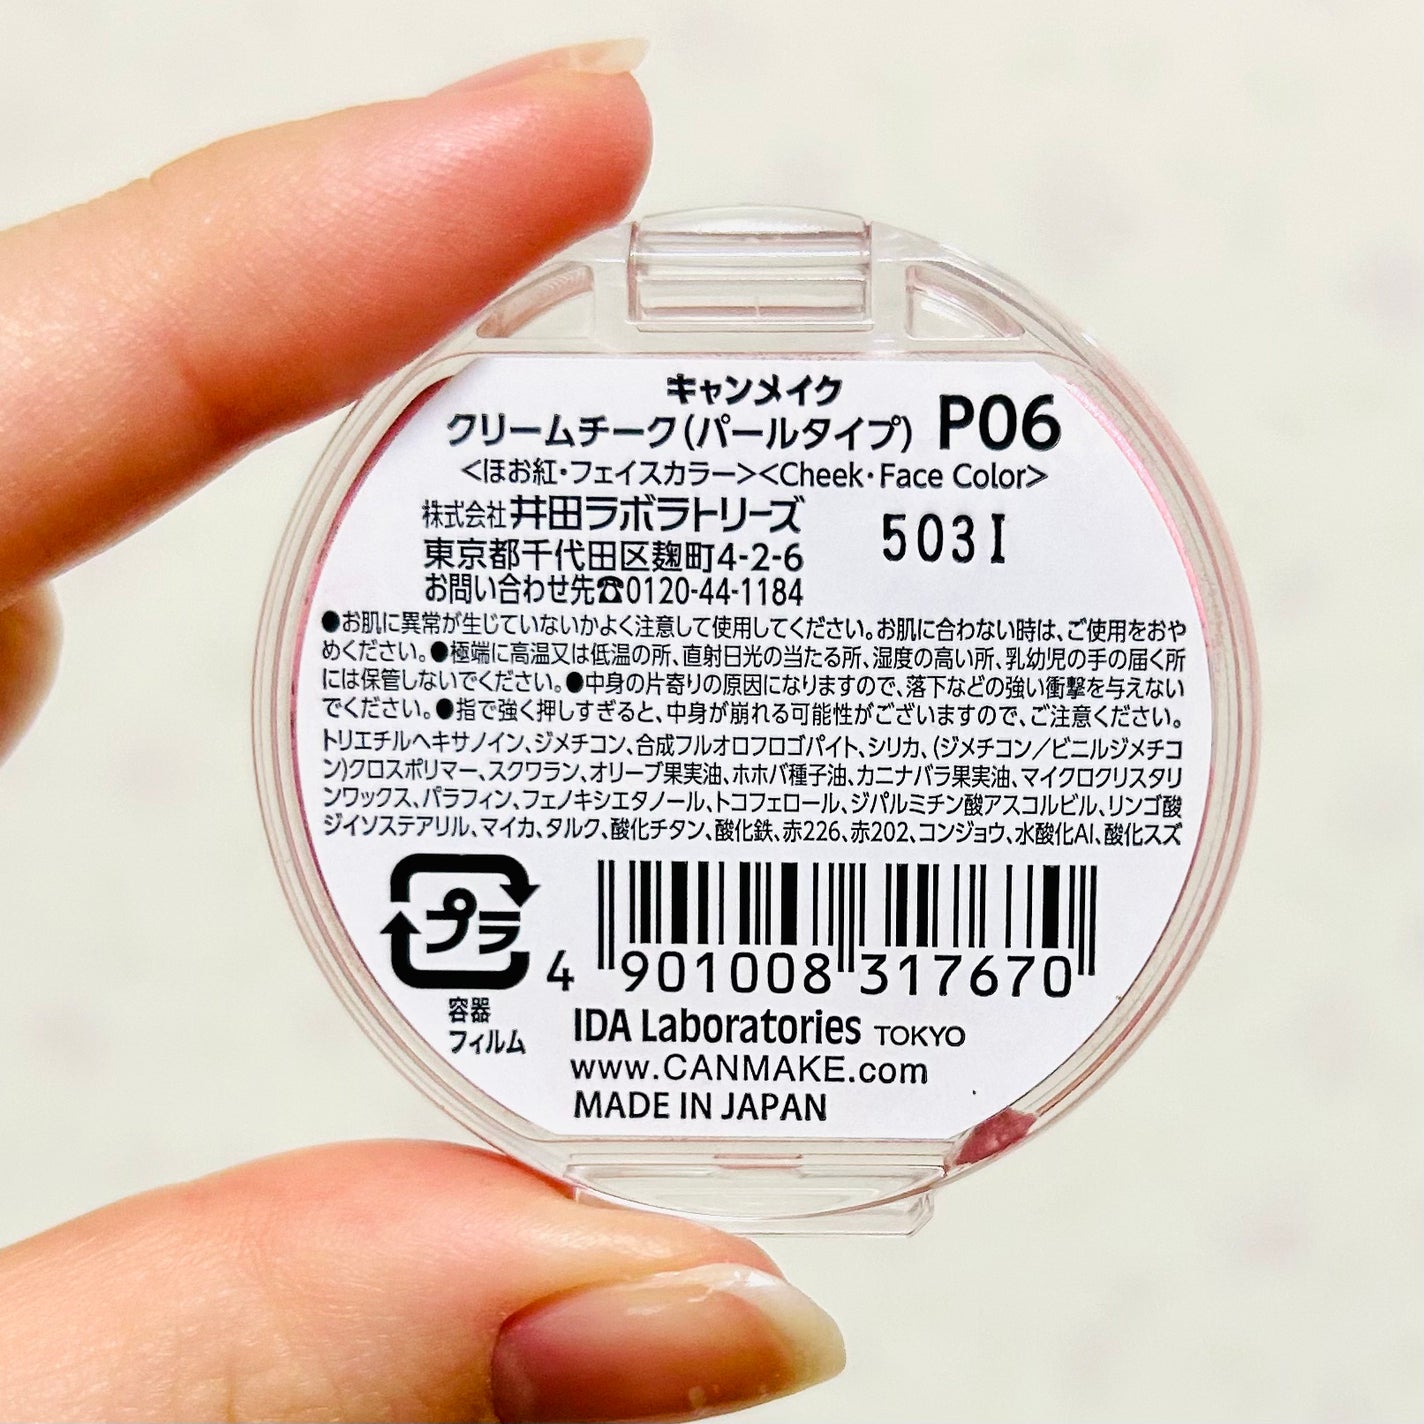 キャンメイク
クリームチーク(パールタイプ) P06
<ほお紅・フェイスカラー><Cheek・Face Color>
株式会社 井田ラボラトリーズ
503I
東京都千代田区麹町4-2-6
お問い合わせ先☎0120-44-1184
●お肌に異常が生じていないかよく注意して使用してください。お肌に合わない時は、ご使用をおや
めください。●極端に高温又は低温の所、直射日光の当たる所、湿度の高い所、乳幼児の手の届く所
には保管しないでください。●中身の片寄りの原因になりますので、落下などの強い衝撃を与えない
でください。●指で強く押しすぎると、中身が崩れる可能性がございますので、ご注意ください。
トリエチルヘキサノイン、ジメチコン、合成フルオロフロゴパイト、シリカ、(ジメチコン／ビニルジメチコ
ン)クロスポリマー、スクワラン、オリーブ果実油、ホホバ種子油、カニナバラ果実油、マイクロクリスタリ
ンワックス、パラフィン、フェノキシエタノール、トコフェロール、ジパルミチン酸アスコルビル、リンゴ酸
ジイソステアリル、マイカ、タルク、酸化チタン、酸化鉄、赤226、赤202、コンジョウ、水酸化Al、酸化スズ
プラ
容器
フィルム
4 901008 317670
IDA Laboratories TOKYO
www.CANMAKE.com
MADE IN JAPAN